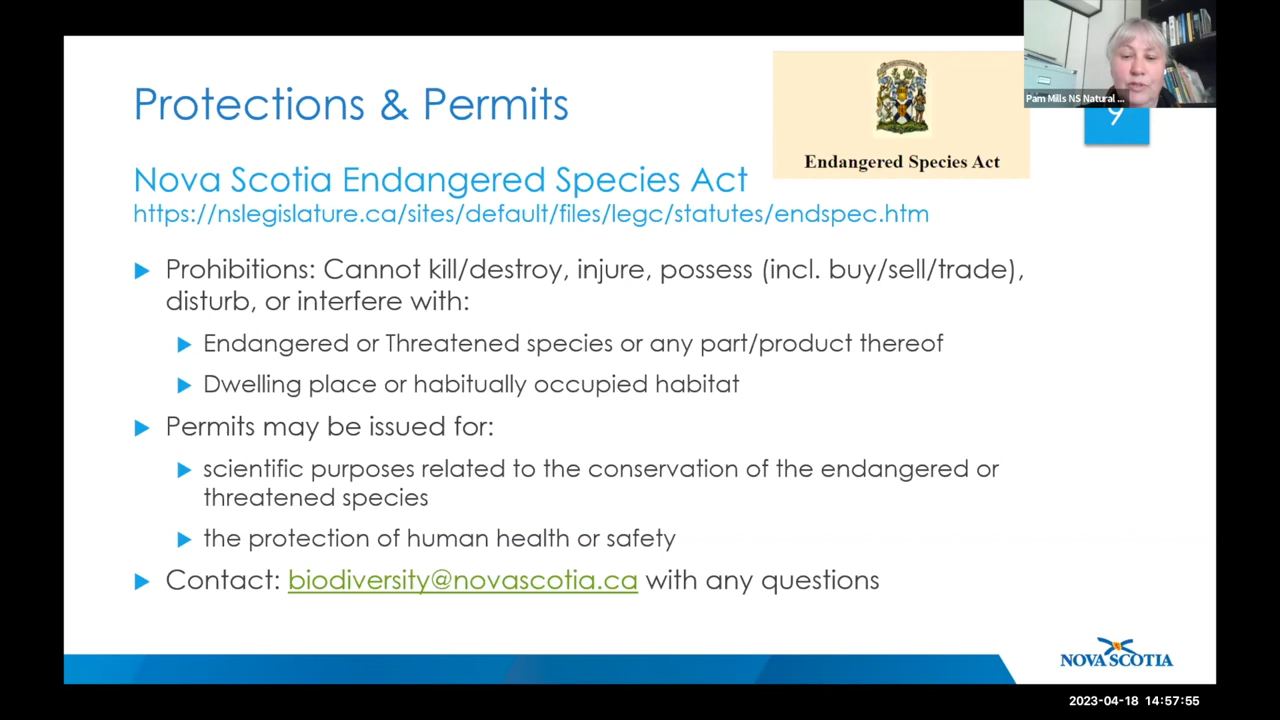 Protections & Permits
Endangered Species Act
Pam Mills NS Natural ...
9
Nova Scotia Endangered Species Act
https://nslegislature.ca/sites/default/files/legc/statutes/endspec.htm
Prohibitions: Cannot kill/destroy, injure, possess (incl. buy/sell/trade),
disturb, or interfere with:
Endangered or Threatened species or any part/product thereof
Dwelling place or habitually occupied habitat
Permits may be issued for:
scientific purposes related to the conservation of the endangered or
threatened species
the protection of human health or safety
Contact: biodiversity@novascotia.ca with any questions
NOVA SCOTIA
2023-04-18 14:57:55